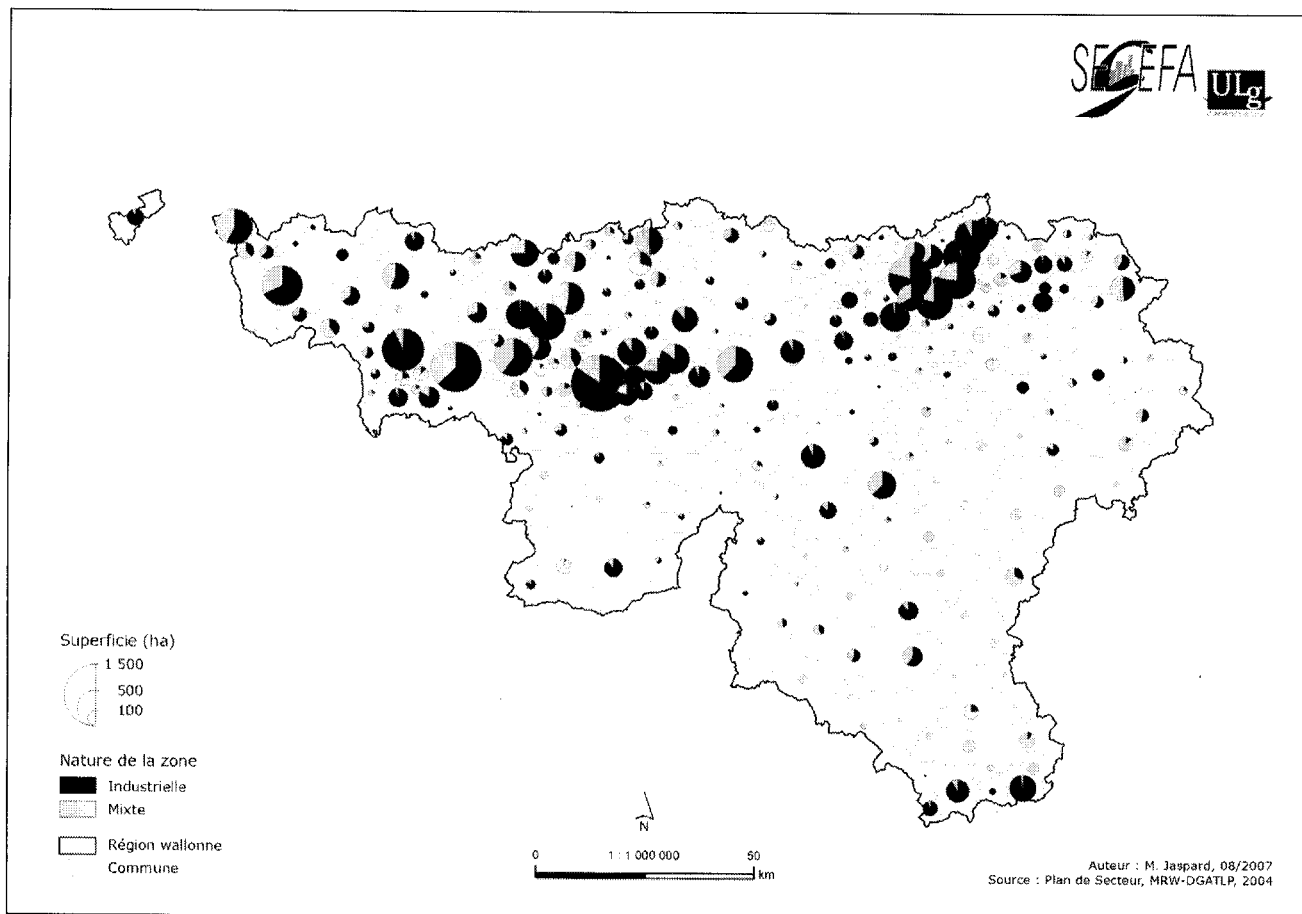 SEGEFA
ULg
Superficie (ha)
1 500
500
100
Nature de la zone
Industrielle
Mixte
Région wallonne
Commune
N
0 1 : 1 000 000 50
km
Auteur : M. Jaspard, 08/2007
Source : Plan de Secteur, MRW-DGATLP, 2004